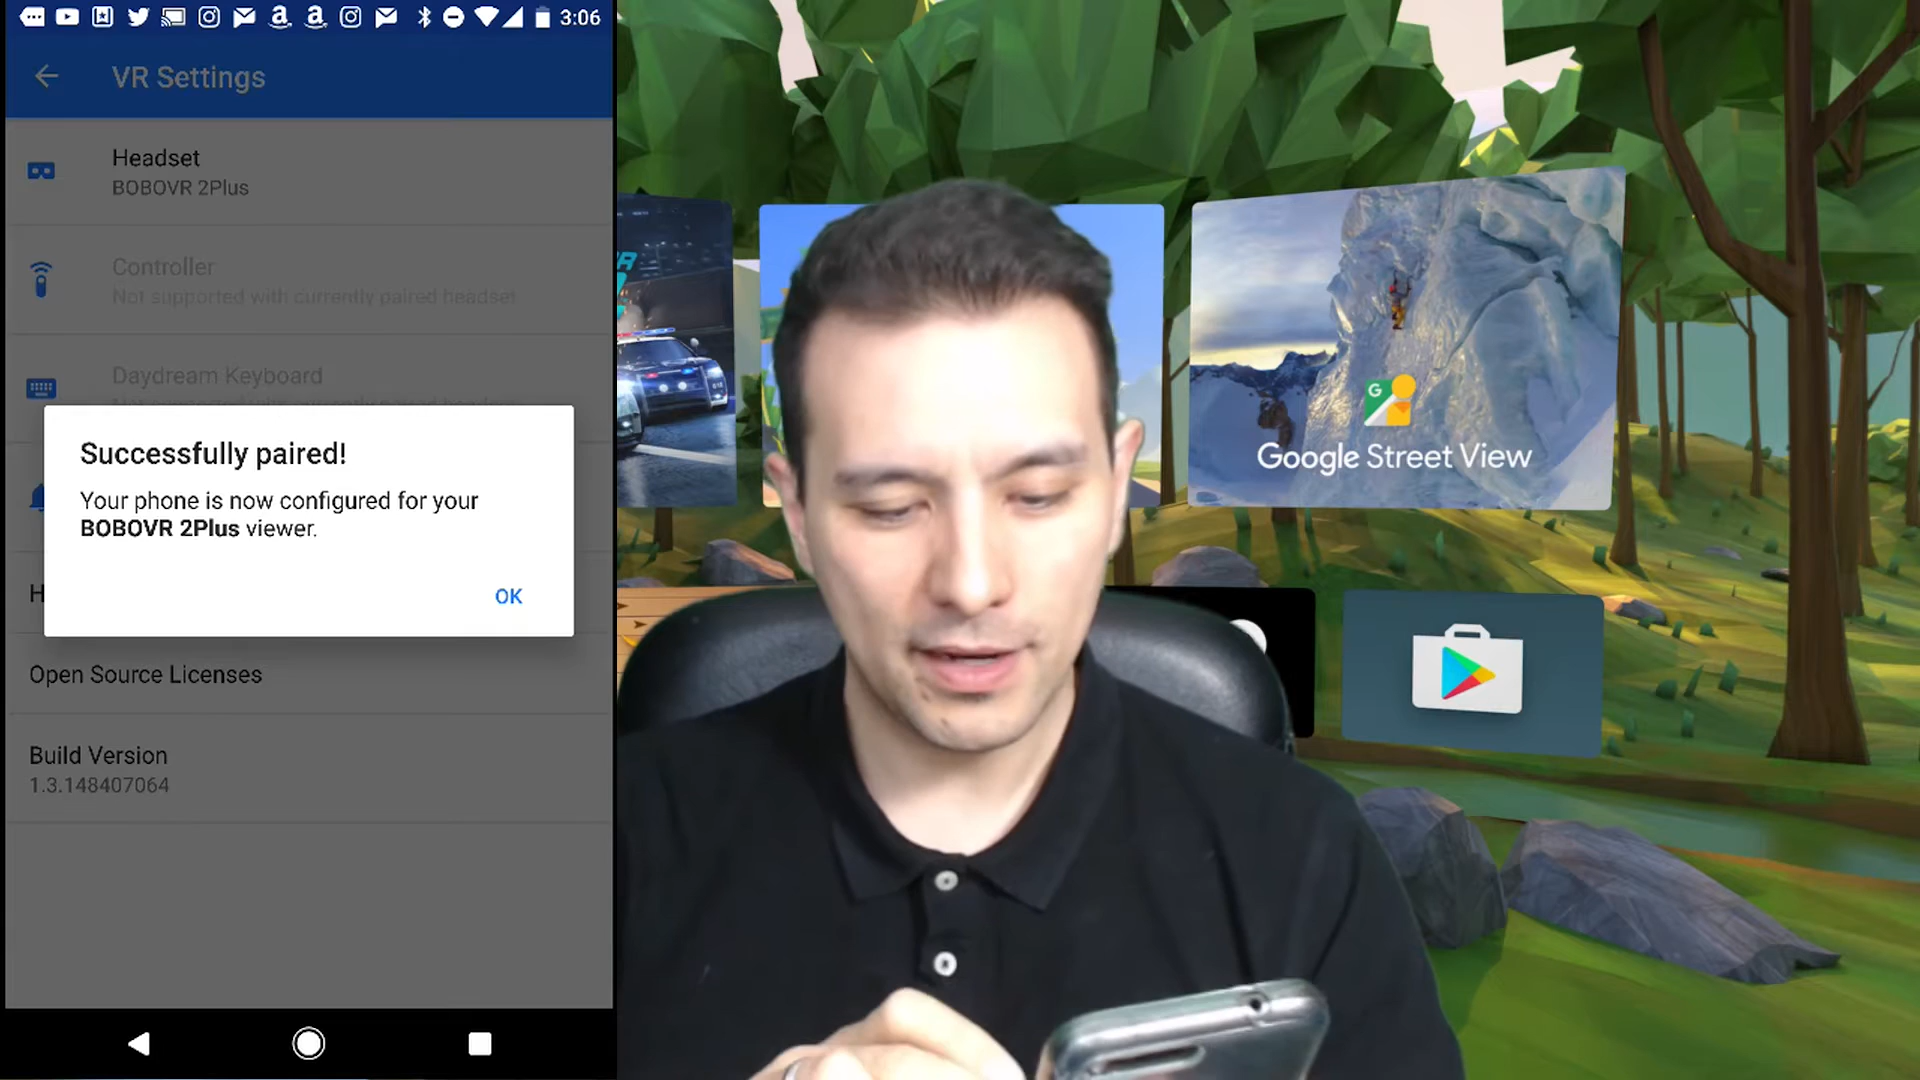 3:06
VR Settings
Headset
BOBOVR 2Plus
Controller
Not supported with currently paired headset
Daydream Keyboard
Successfully paired!
Your phone is now configured for your
BOBOVR 2Plus viewer.
OK
H
Open Source Licenses
Build Version
1.3.148407064
G
Google Street View